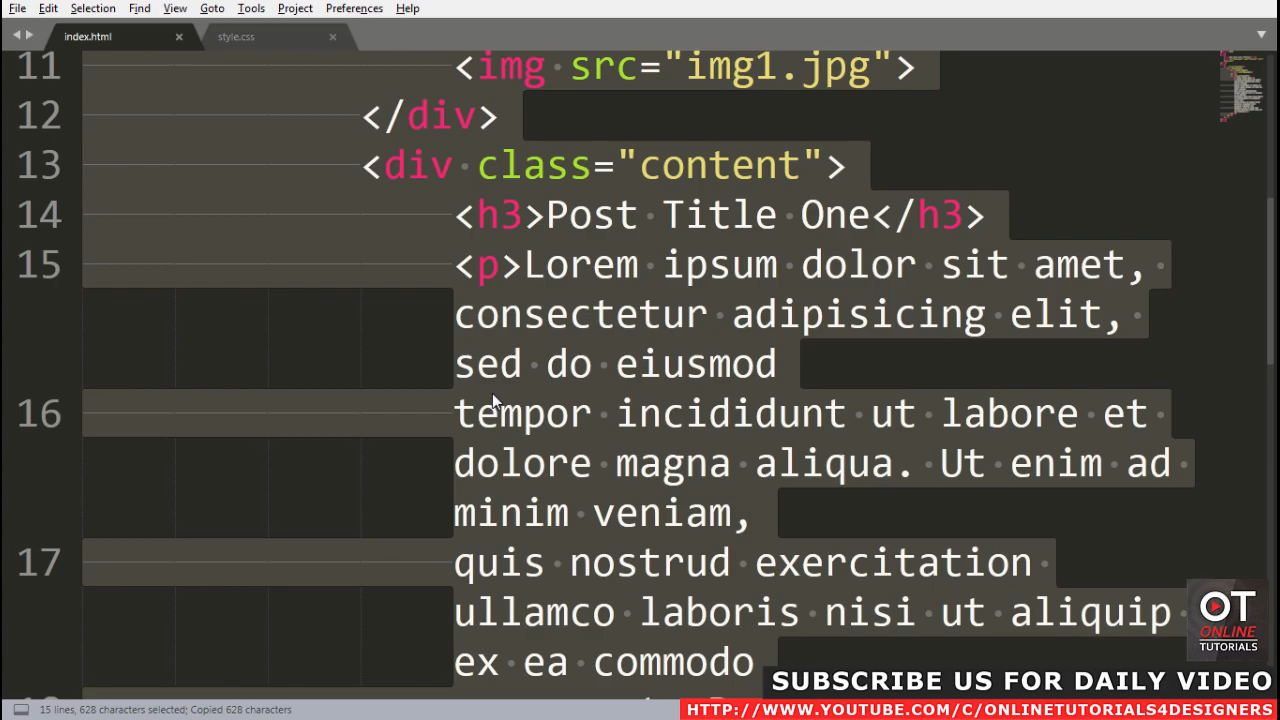 File Edit Selection Find View Goto Tools Project Preferences Help
index.html × style.css ×
11 <img src="img1.jpg">
12 </div>
13 <div class="content">
14 <h3>Post Title One</h3>
15 <p>Lorem ipsum dolor sit amet,
consectetur adipisicing elit,
sed do eiusmod
16 tempor incididunt ut labore et
dolore magna aliqua. Ut enim ad
minim veniam,
17 quis nostrud exercitation
ullamco laboris nisi ut aliquip
ex ea commodo
OT
ONLINE
TUTORIALS
SUBSCRIBE US FOR DAILY VIDEO
15 lines, 628 characters selected; Copied 628 characters
HTTP://WWW.YOUTUBE.COM/C/ONLINETUTORIALS4DESIGNERS